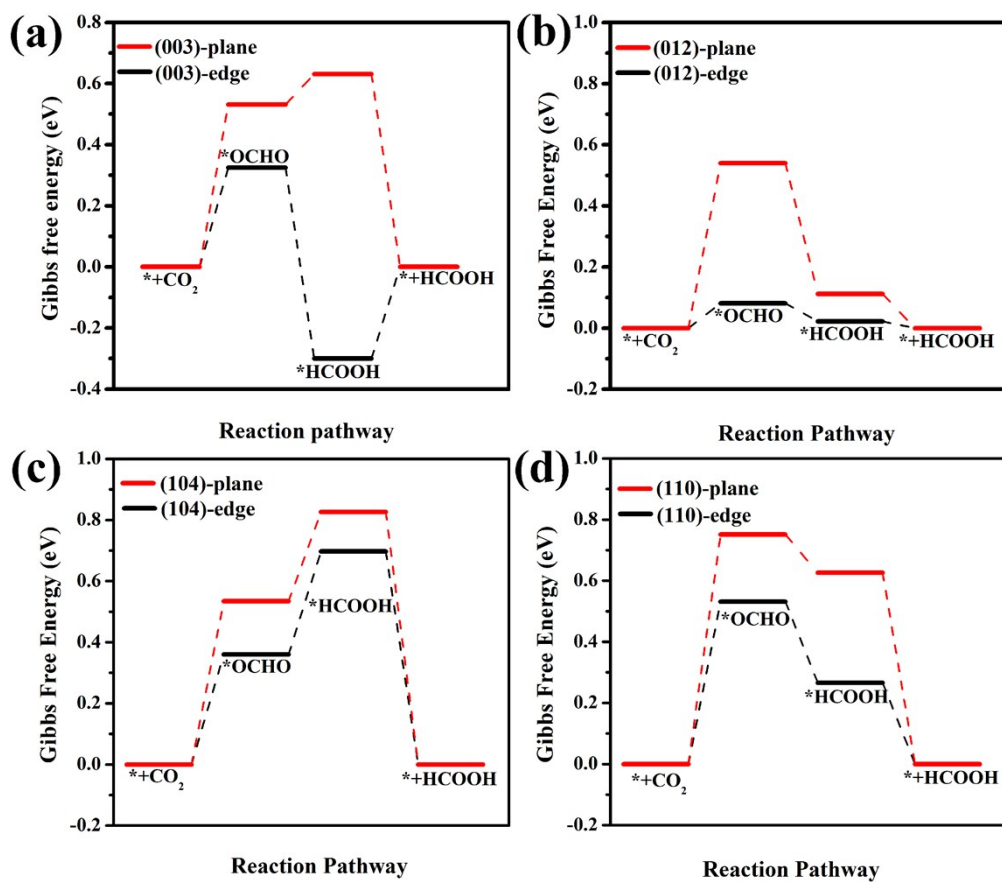 (a)
(003)-plane
(003)-edge
Gibbs free energy (eV)
0.8
0.6
0.4
0.2
0.0
-0.2
-0.4
*OCHO
*+CO₂
*+HCOOH
*HCOOH
Reaction pathway
(b)
(012)-plane
(012)-edge
Gibbs Free Energy (eV)
1.0
0.8
0.6
0.4
0.2
0.0
-0.2
*OCHO
*HCOOH
*+CO₂
*+HCOOH
Reaction Pathway
(c)
(104)-plane
(104)-edge
Gibbs Free Energy (eV)
1.0
0.8
0.6
0.4
0.2
0.0
-0.2
*HCOOH
*OCHO
*+CO₂
*+HCOOH
Reaction Pathway
(d)
(110)-plane
(110)-edge
Gibbs Free Energy (eV)
1.0
0.8
0.6
0.4
0.2
0.0
-0.2
*OCHO
*HCOOH
*+CO₂
*+HCOOH
Reaction Pathway